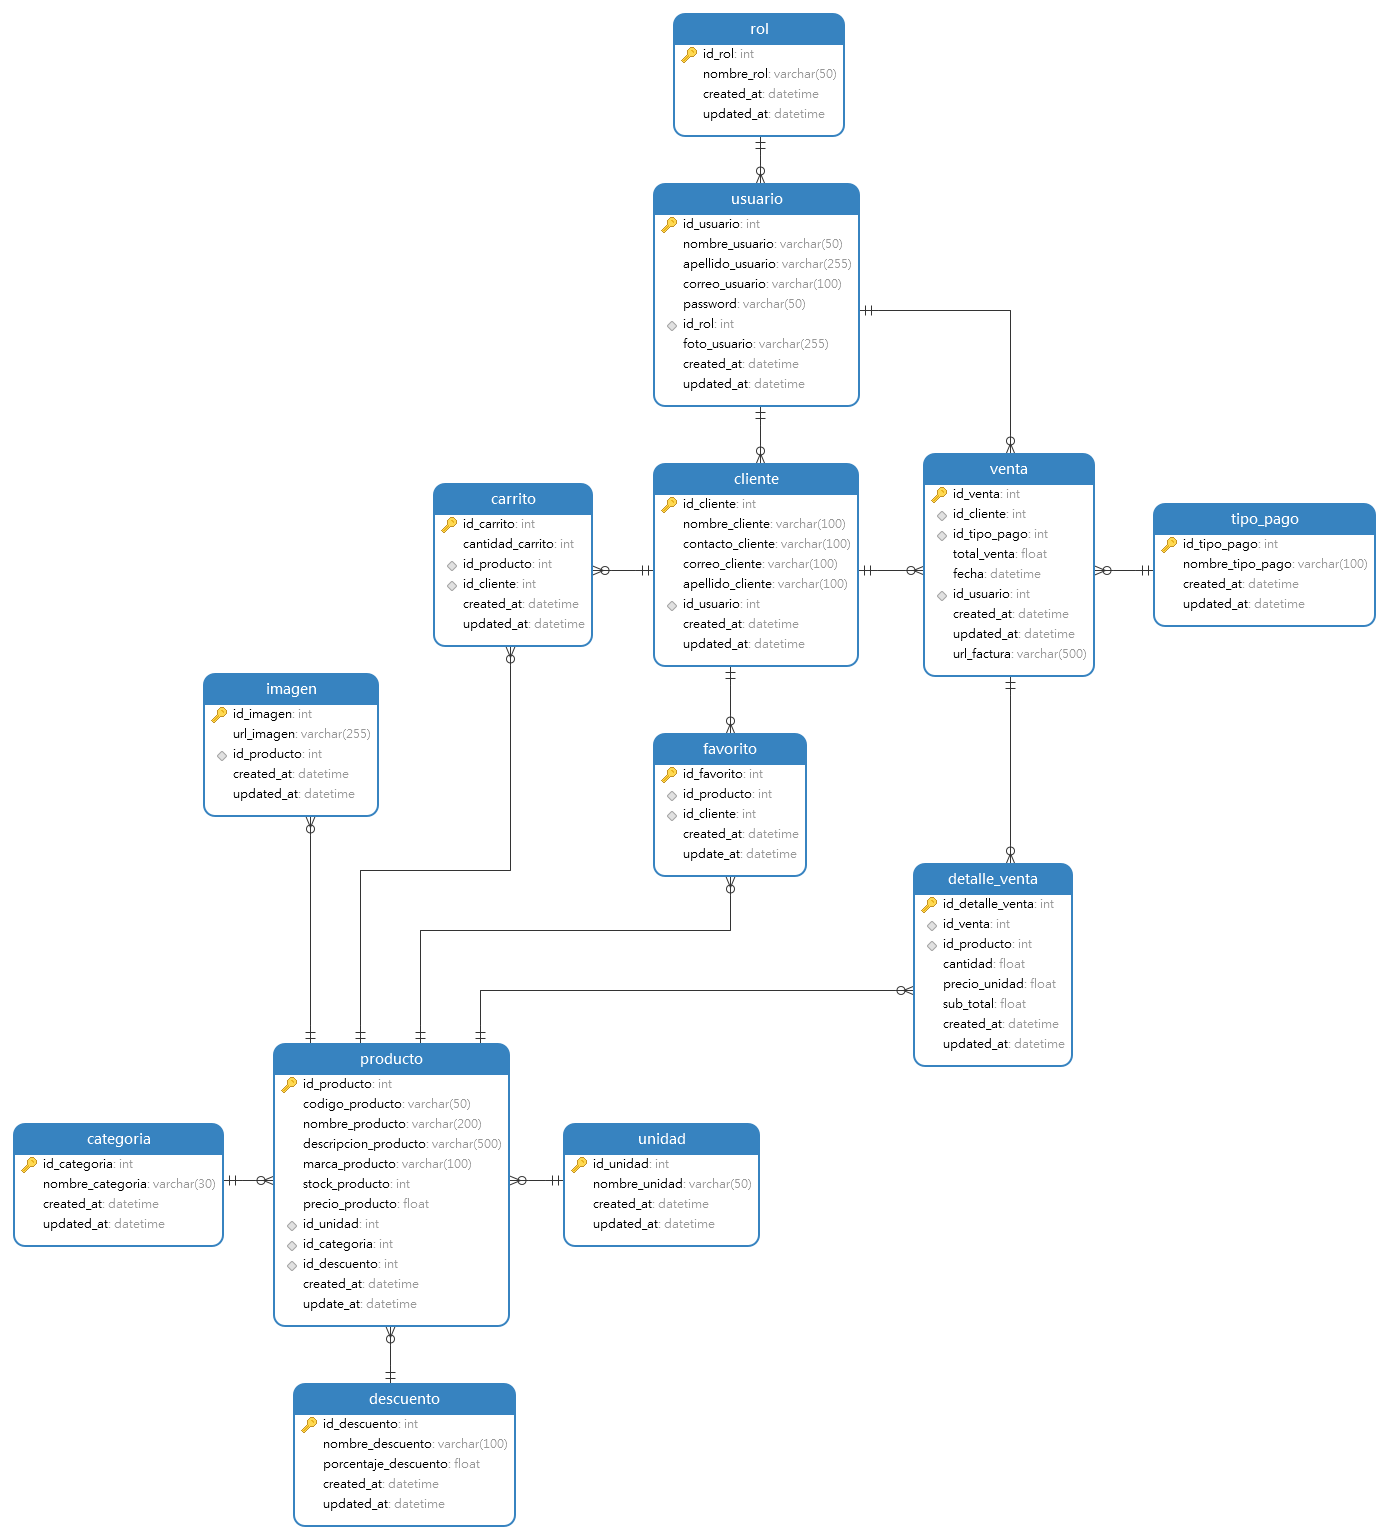 rol
id_rol: int
nombre_rol: varchar(50)
created_at: datetime
updated_at: datetime
usuario
id_usuario: int
nombre_usuario: varchar(50)
apellido_usuario: varchar(255)
correo_usuario: varchar(100)
password: varchar(50)
id_rol: int
foto_usuario: varchar(255)
created_at: datetime
updated_at: datetime
cliente
id_cliente: int
nombre_cliente: varchar(100)
contacto_cliente: varchar(100)
correo_cliente: varchar(100)
apellido_cliente: varchar(100)
id_usuario: int
created_at: datetime
updated_at: datetime
venta
id_venta: int
id_cliente: int
id_tipo_pago: int
total_venta: float
fecha: datetime
id_usuario: int
created_at: datetime
updated_at: datetime
url_factura: varchar(500)
tipo_pago
id_tipo_pago: int
nombre_tipo_pago: varchar(100)
created_at: datetime
updated_at: datetime
carrito
id_carrito: int
cantidad_carrito: int
id_producto: int
id_cliente: int
created_at: datetime
updated_at: datetime
imagen
id_imagen: int
url_imagen: varchar(255)
id_producto: int
created_at: datetime
updated_at: datetime
favorito
id_favorito: int
id_producto: int
id_cliente: int
created_at: datetime
update_at: datetime
detalle_venta
id_detalle_venta: int
id_venta: int
id_producto: int
cantidad: float
precio_unidad: float
sub_total: float
created_at: datetime
updated_at: datetime
producto
id_producto: int
codigo_producto: varchar(50)
nombre_producto: varchar(200)
descripcion_producto: varchar(500)
marca_producto: varchar(100)
stock_producto: int
precio_producto: float
id_unidad: int
id_categoria: int
id_descuento: int
created_at: datetime
update_at: datetime
categoria
id_categoria: int
nombre_categoria: varchar(30)
created_at: datetime
updated_at: datetime
unidad
id_unidad: int
nombre_unidad: varchar(50)
created_at: datetime
updated_at: datetime
descuento
id_descuento: int
nombre_descuento: varchar(100)
porcentaje_descuento: float
created_at: datetime
updated_at: datetime